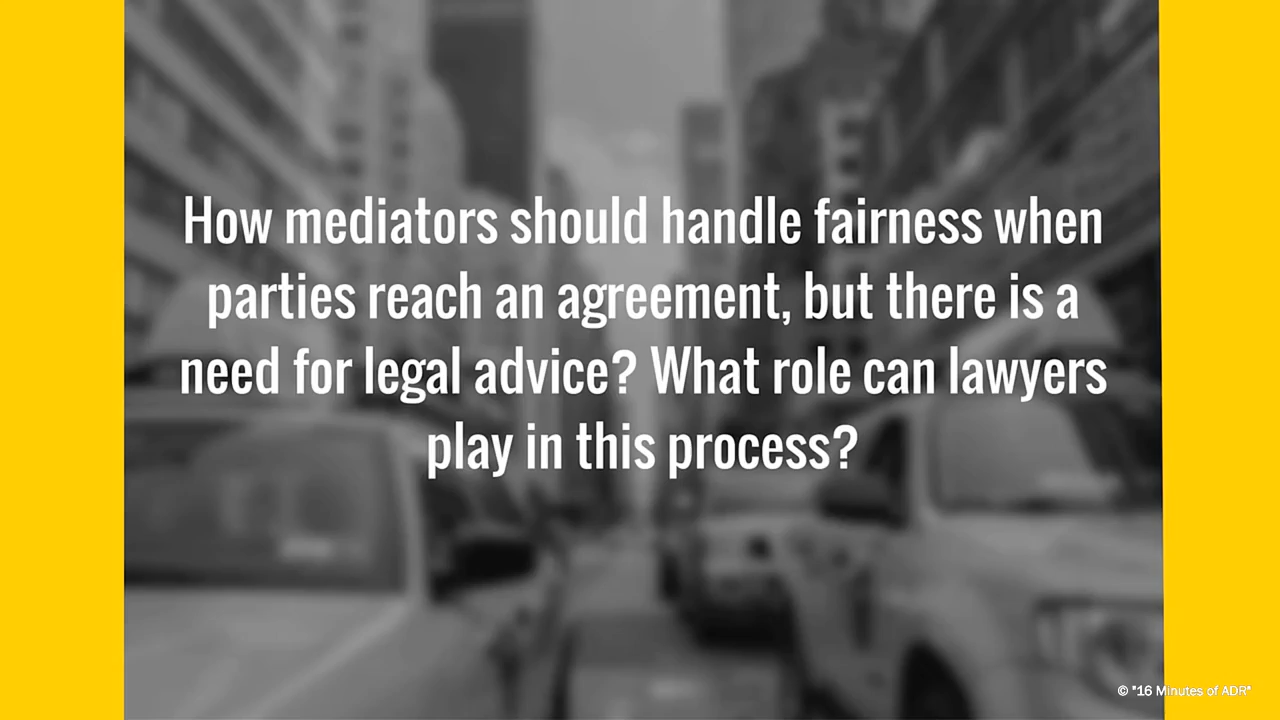 How mediators should handle fairness when
parties reach an agreement, but there is a
need for legal advice? What role can lawyers
play in this process?
© "16 Minutes of ADR"